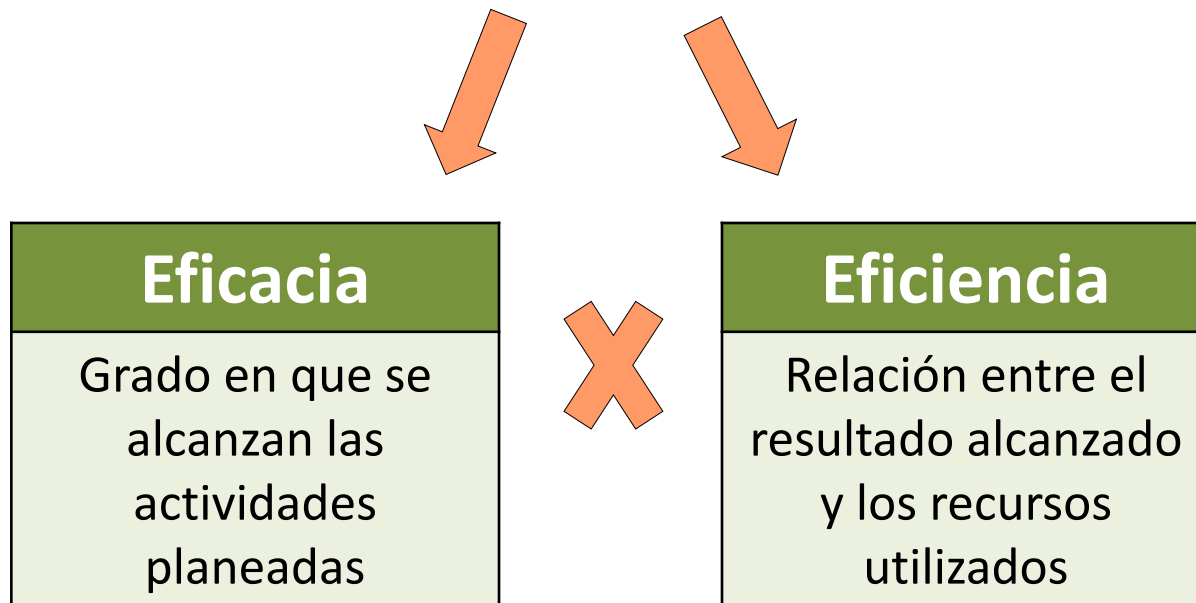 Eficacia
Grado en que se
alcanzan las
actividades
planeadas
Eficiencia
Relación entre el
resultado alcanzado
y los recursos
utilizados